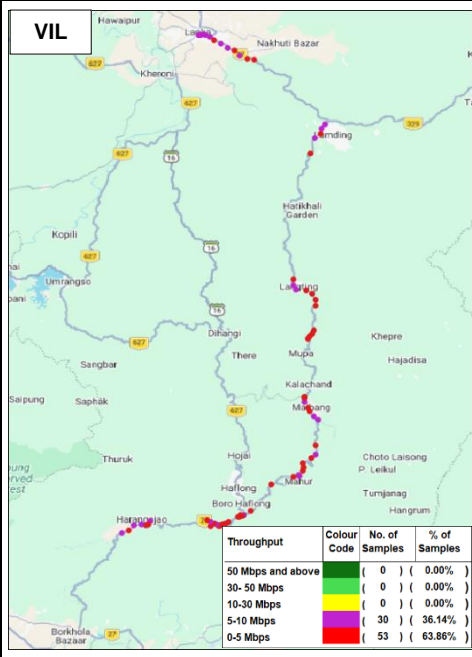 VIL
Hawaipur
Nakhuti Bazar
Kheroni
627
627
627
329
627
16
Hatikhali
Garden
Kopili
627
16
Umrangso
16
Langting
Dihangi
627
There
Mupa
Khepre
Hajadisa
Sangbar
Kalachand
Saipung
Saphák
Maibang
627
Choto Laisong
P. Leikul
Thuruk
Hojai
Mahur
Haflong
Tumjang
Boro Haflong
Hangrum
Harangajao
27
Borkhola
Bazaar
Throughput Colour Code No. of Samples % of Samples
50 Mbps and above ( 0 ) ( 0.00% )
30- 50 Mbps ( 0 ) ( 0.00% )
10-30 Mbps ( 0 ) ( 0.00% )
5-10 Mbps ( 30 ) ( 36.14% )
0-5 Mbps ( 53 ) ( 63.86% )